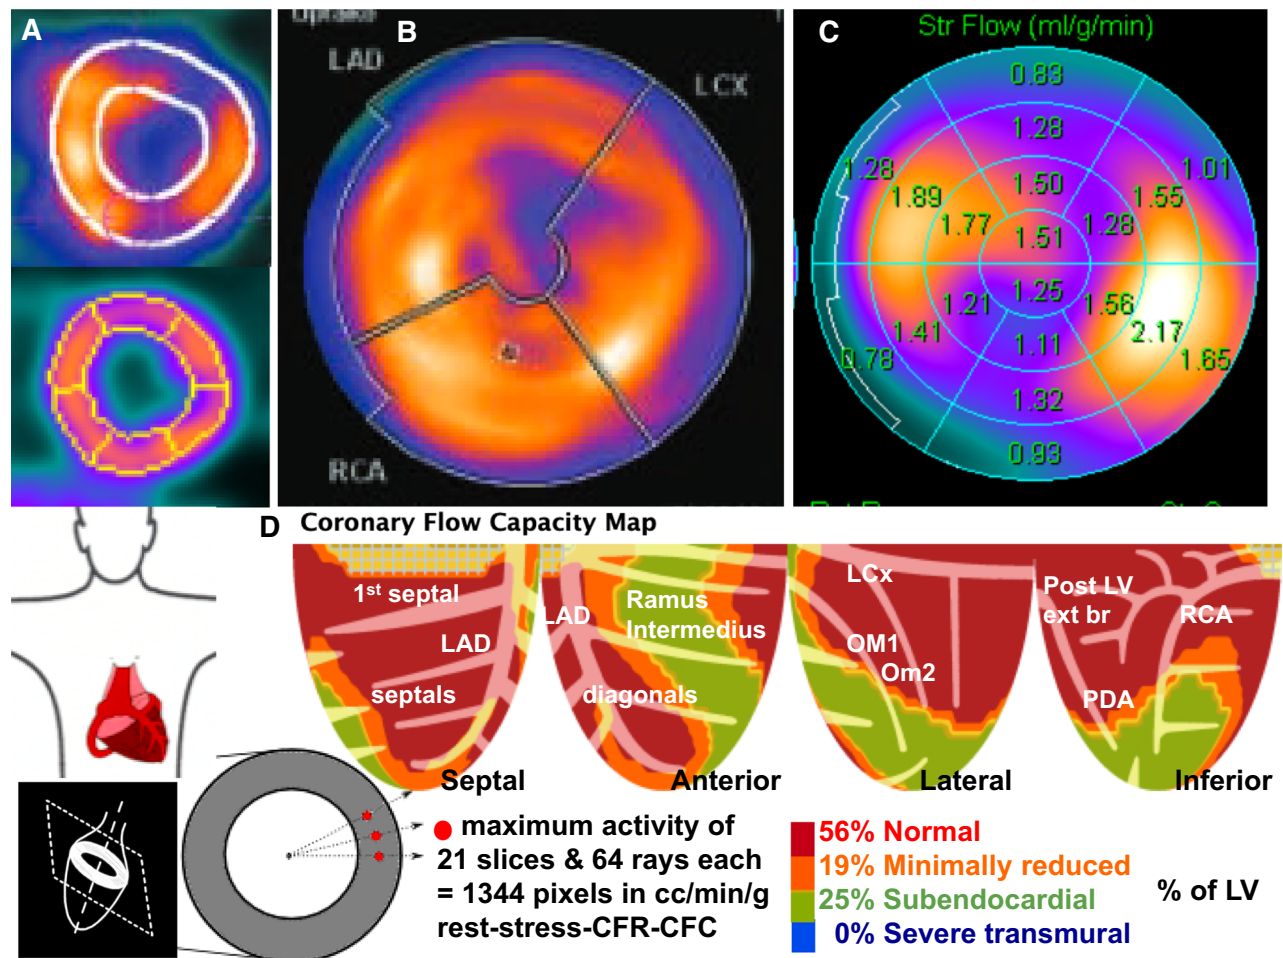 A
B
Uptake
LAD
LCX
RCA
C
Str Flow (ml/g/min)
0.83
1.28
1.28
1.01
1.50
1.89
1.55
1.77
1.28
1.51
1.25
1.21
1.56
1.41
2.17
1.11
0.78
1.65
1.32
0.93
D Coronary Flow Capacity Map
1st septal
LAD
septals
Septal
LAD
Ramus
Intermedius
diagonals
Anterior
LCx
OM1
Om2
Lateral
Post LV
ext br
RCA
PDA
Inferior
maximum activity of
21 slices & 64 rays each
= 1344 pixels in cc/min/g
rest-stress-CFR-CFC
56% Normal
19% Minimally reduced
25% Subendocardial
0% Severe transmural
% of LV